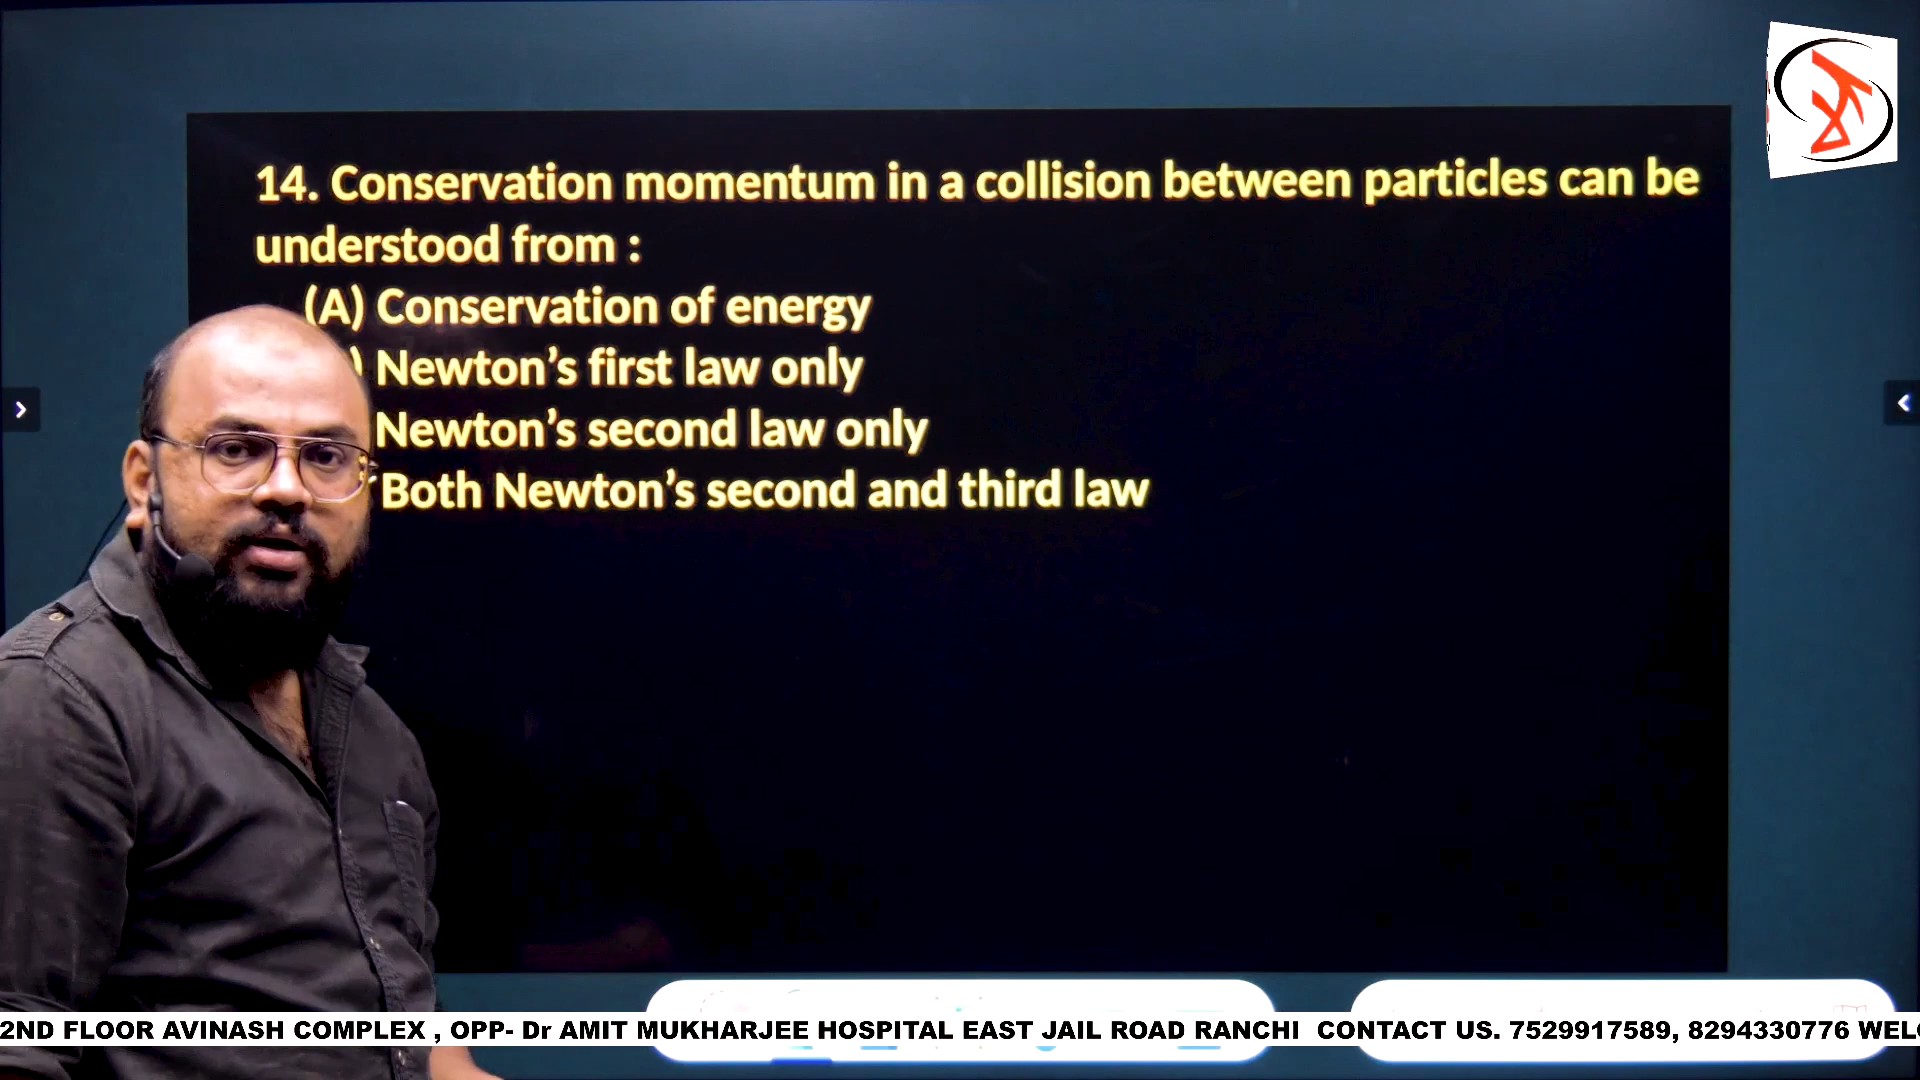 14. Conservation momentum in a collision between particles can be
understood from :
(A) Conservation of energy
) Newton’s first law only
Newton’s second law only
Both Newton’s second and third law
2ND FLOOR AVINASH COMPLEX , OPP- Dr AMIT MUKHARJEE HOSPITAL EAST JAIL ROAD RANCHI CONTACT US. 7529917589, 8294330776 WELC